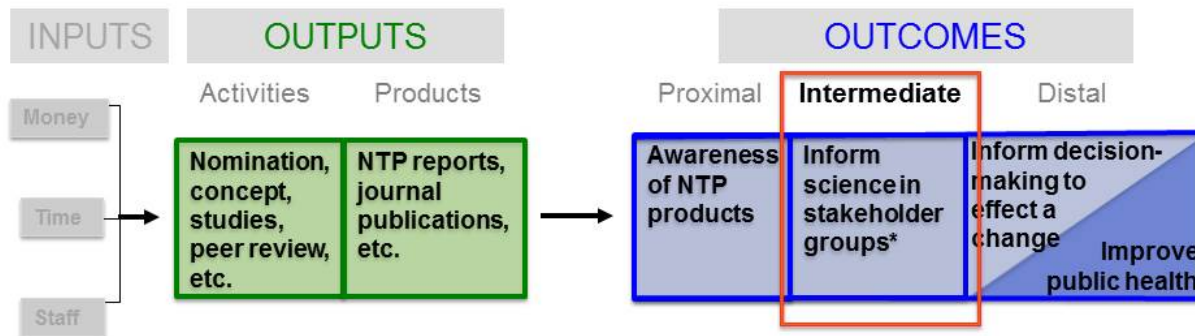 INPUTS
OUTPUTS
OUTCOMES
Activities
Products
Proximal
Intermediate
Distal
Money
Time
Staff
Nomination,
concept,
studies,
peer review,
etc.
NTP reports,
journal
publications,
etc.
Awareness
of NTP
products
Inform
science in
stakeholder
groups*
Inform decision-
making to
effect a
change
Improve
public health